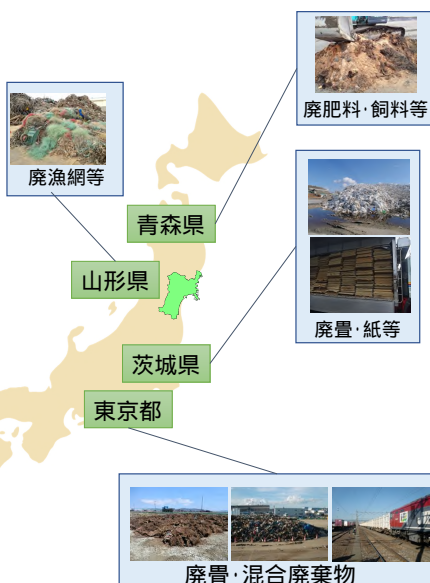 廃肥料・飼料等
廃漁網等
青森県
山形県
廃畳・紙等
茨城県
東京都
廃畳・混合廃棄物